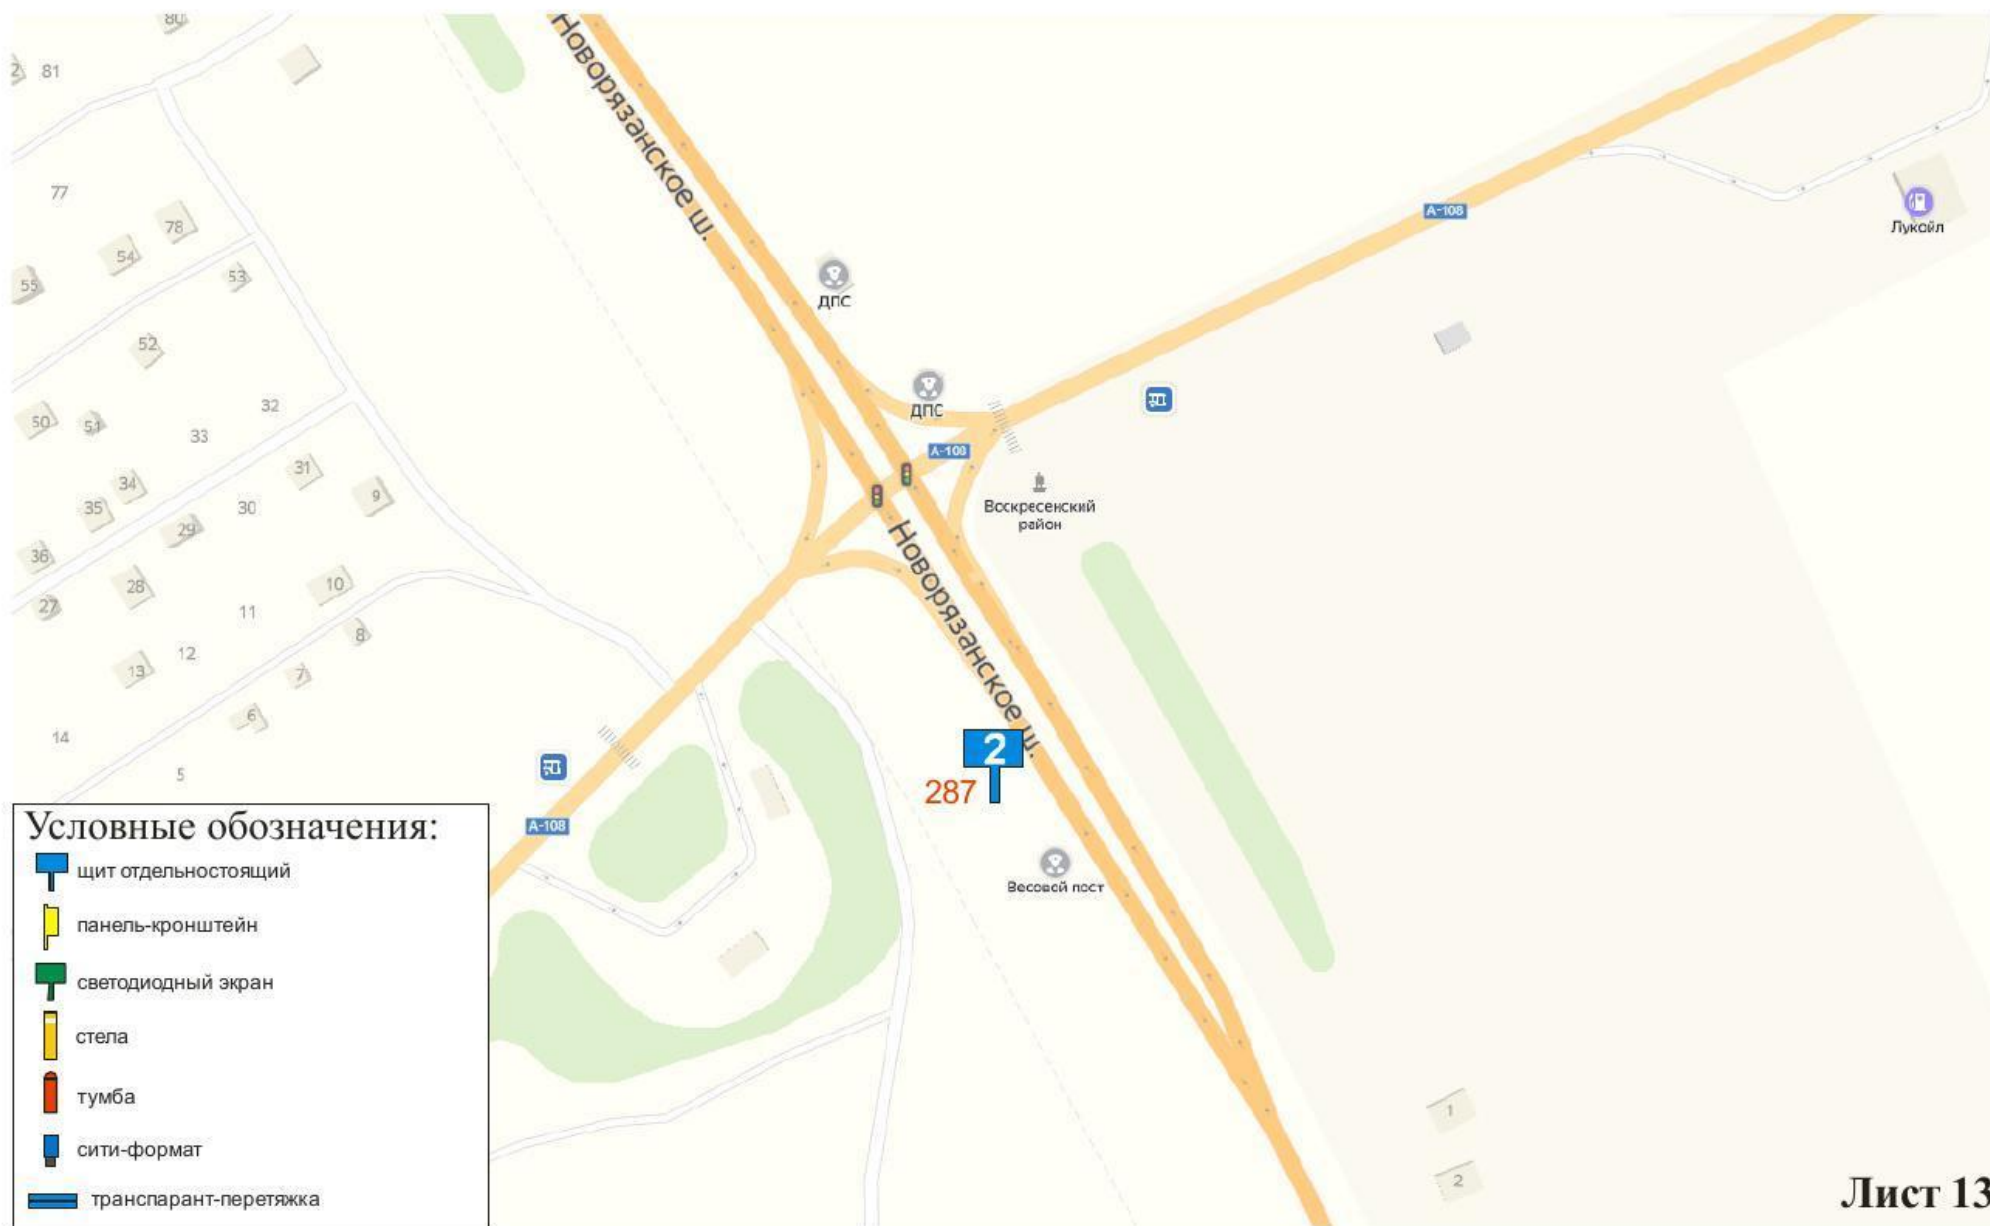 80
2
81
77
78
54
55
53
52
50
51
32
33
31
34
35
9
30
29
36
28
27
10
11
8
12
13
7
6
14
5
Новорязанское ш.
ДПС
ДПС
А-108
А-108
Лукойл
Воскресенский
район
Новорязанское ш.
2
287
Весовой пост
А-108
1
2
Условные обозначения:
щит отдельностоящий
панель-кронштейн
светодиодный экран
стела
тумба
сити-формат
транспарант-перетяжка
Лист 13